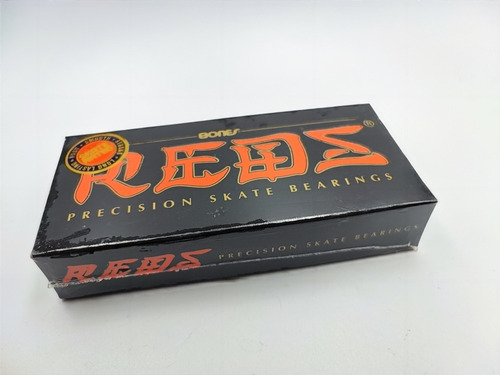 BONES
REDS®
PRECISION SKATE BEARINGS
REDS PRECISION SKATE BEARINGS